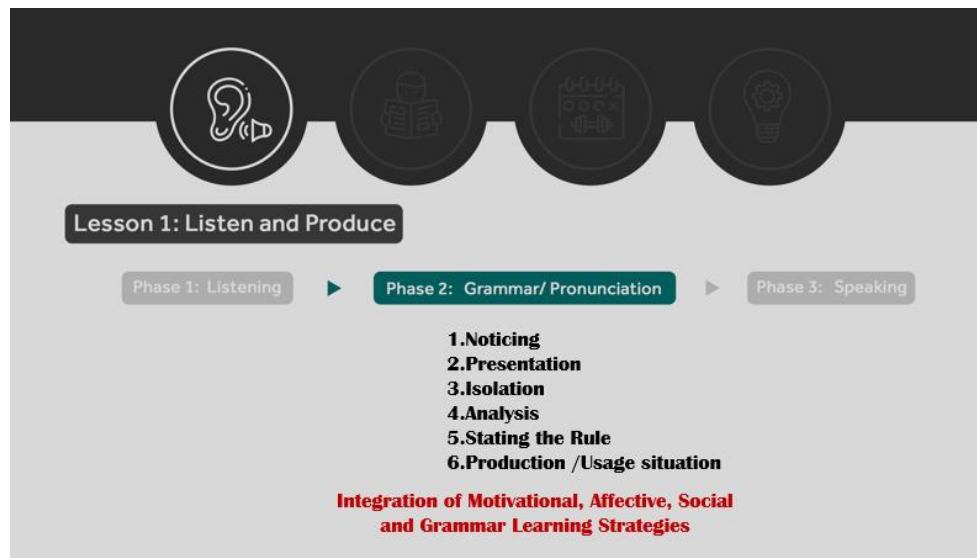 Lesson 1: Listen and Produce
Phase 1: Listening
Phase 2: Grammar/ Pronunciation
Phase 3: Speaking
1.Noticing
2.Presentation
3.Isolation
4.Analysis
5.Stating the Rule
6.Production /Usage situation
Integration of Motivational, Affective, Social
and Grammar Learning Strategies